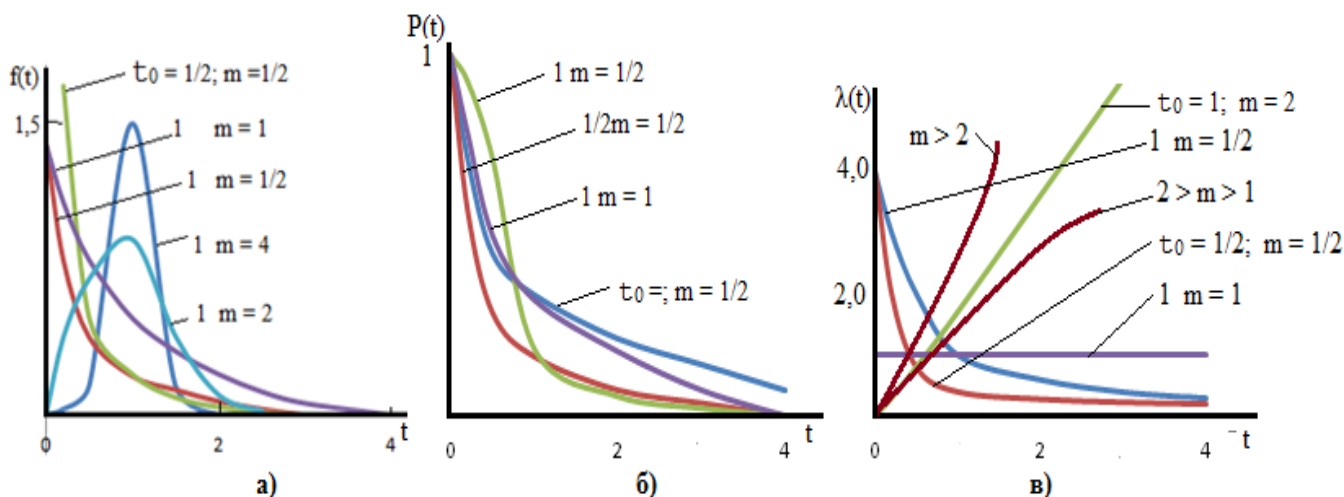 f(t)
1,5
t₀ = 1/2; m =1/2
1 m = 1
1 m = 1/2
1 m = 4
1 m = 2
0 2 4 t
а)
P(t)
1
1 m = 1/2
1/2m = 1/2
1 m = 1
t₀ =; m = 1/2
0 2 4 t
б)
λ(t)
4,0
2,0
m > 2
t₀ = 1; m = 2
1 m = 1/2
2 > m > 1
t₀ = 1/2; m = 1/2
1 m = 1
0 2 4 t
в)